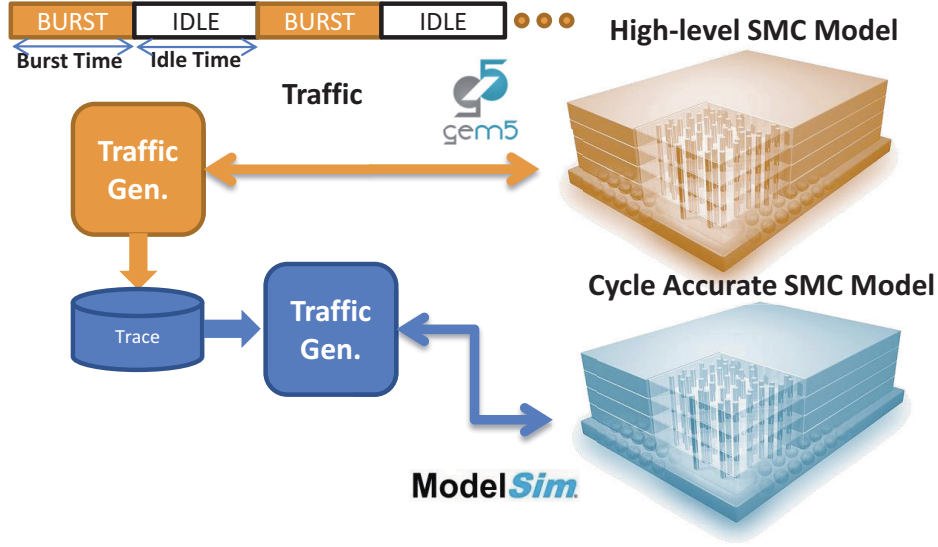 BURST IDLE BURST IDLE
Burst Time Idle Time
High-level SMC Model
Traffic
gem5
Traffic
Gen.
Cycle Accurate SMC Model
Trace
Traffic
Gen.
ModelSim